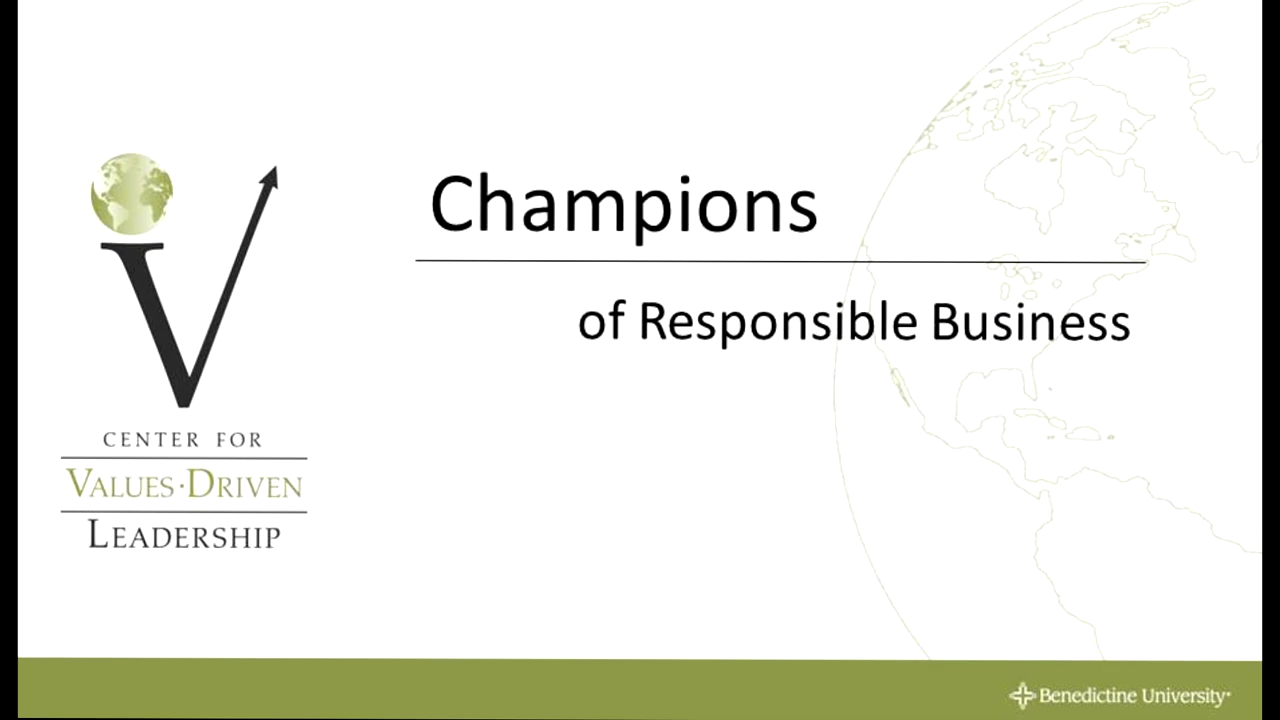 Champions
of Responsible Business
CENTER FOR
VALUES·DRIVEN
LEADERSHIP
Benedictine University